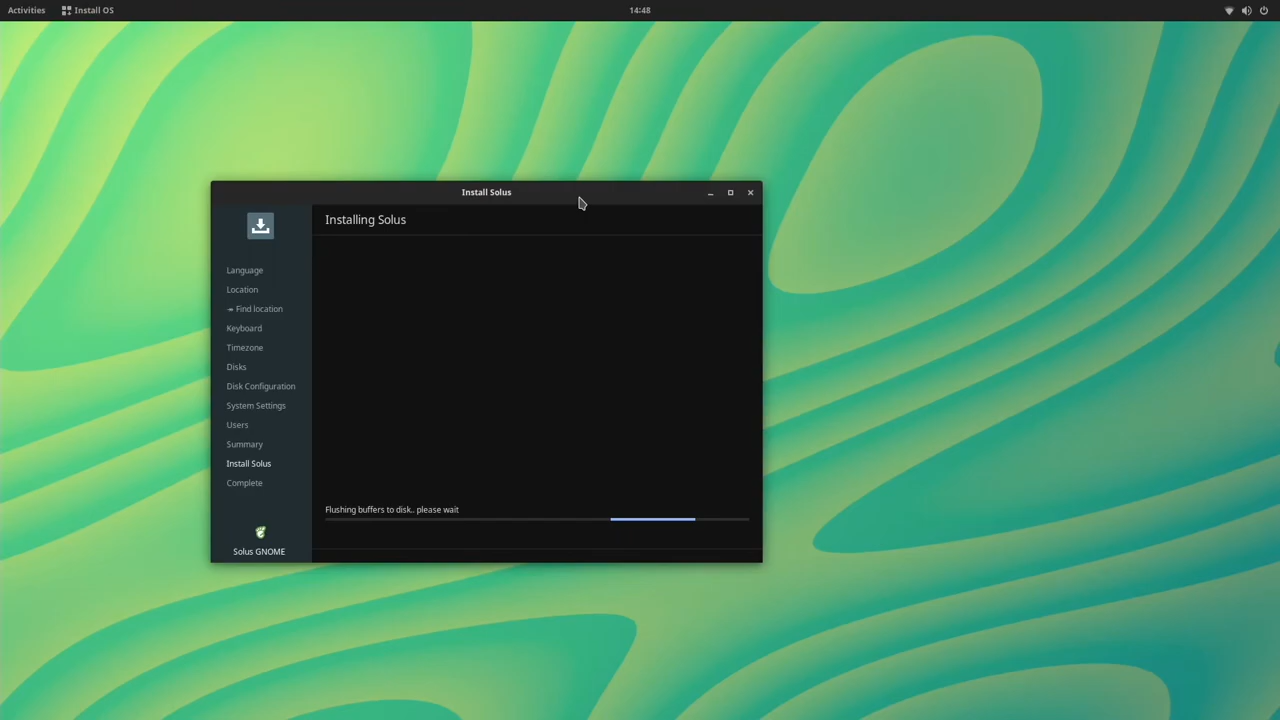 Activities
Install OS
14:48
Install Solus
Installing Solus
Language
Location
↠ Find location
Keyboard
Timezone
Disks
Disk Configuration
System Settings
Users
Summary
Install Solus
Complete
Flushing buffers to disk.. please wait
Solus GNOME